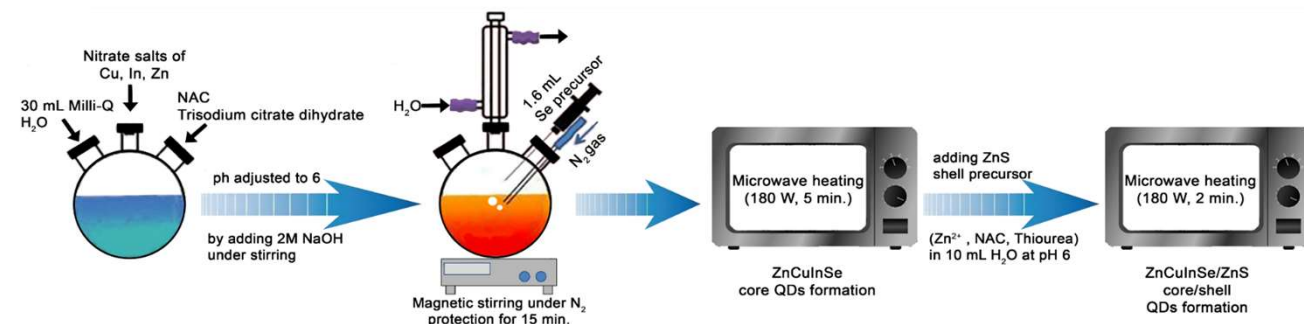 Nitrate salts of
Cu, In, Zn
30 mL Milli-Q
H₂O
NAC
Trisodium citrate dihydrate
ph adjusted to 6
by adding 2M NaOH
under stirring
H₂O
1.6 mL
Se precursor
N₂ gas
Magnetic stirring under N₂
protection for 15 min.
Microwave heating
(180 W, 5 min.)
ZnCuInSe
core QDs formation
adding ZnS
shell precursor
(Zn²⁺ , NAC, Thiourea)
in 10 mL H₂O at pH 6
Microwave heating
(180 W, 2 min.)
ZnCuInSe/ZnS
core/shell
QDs formation